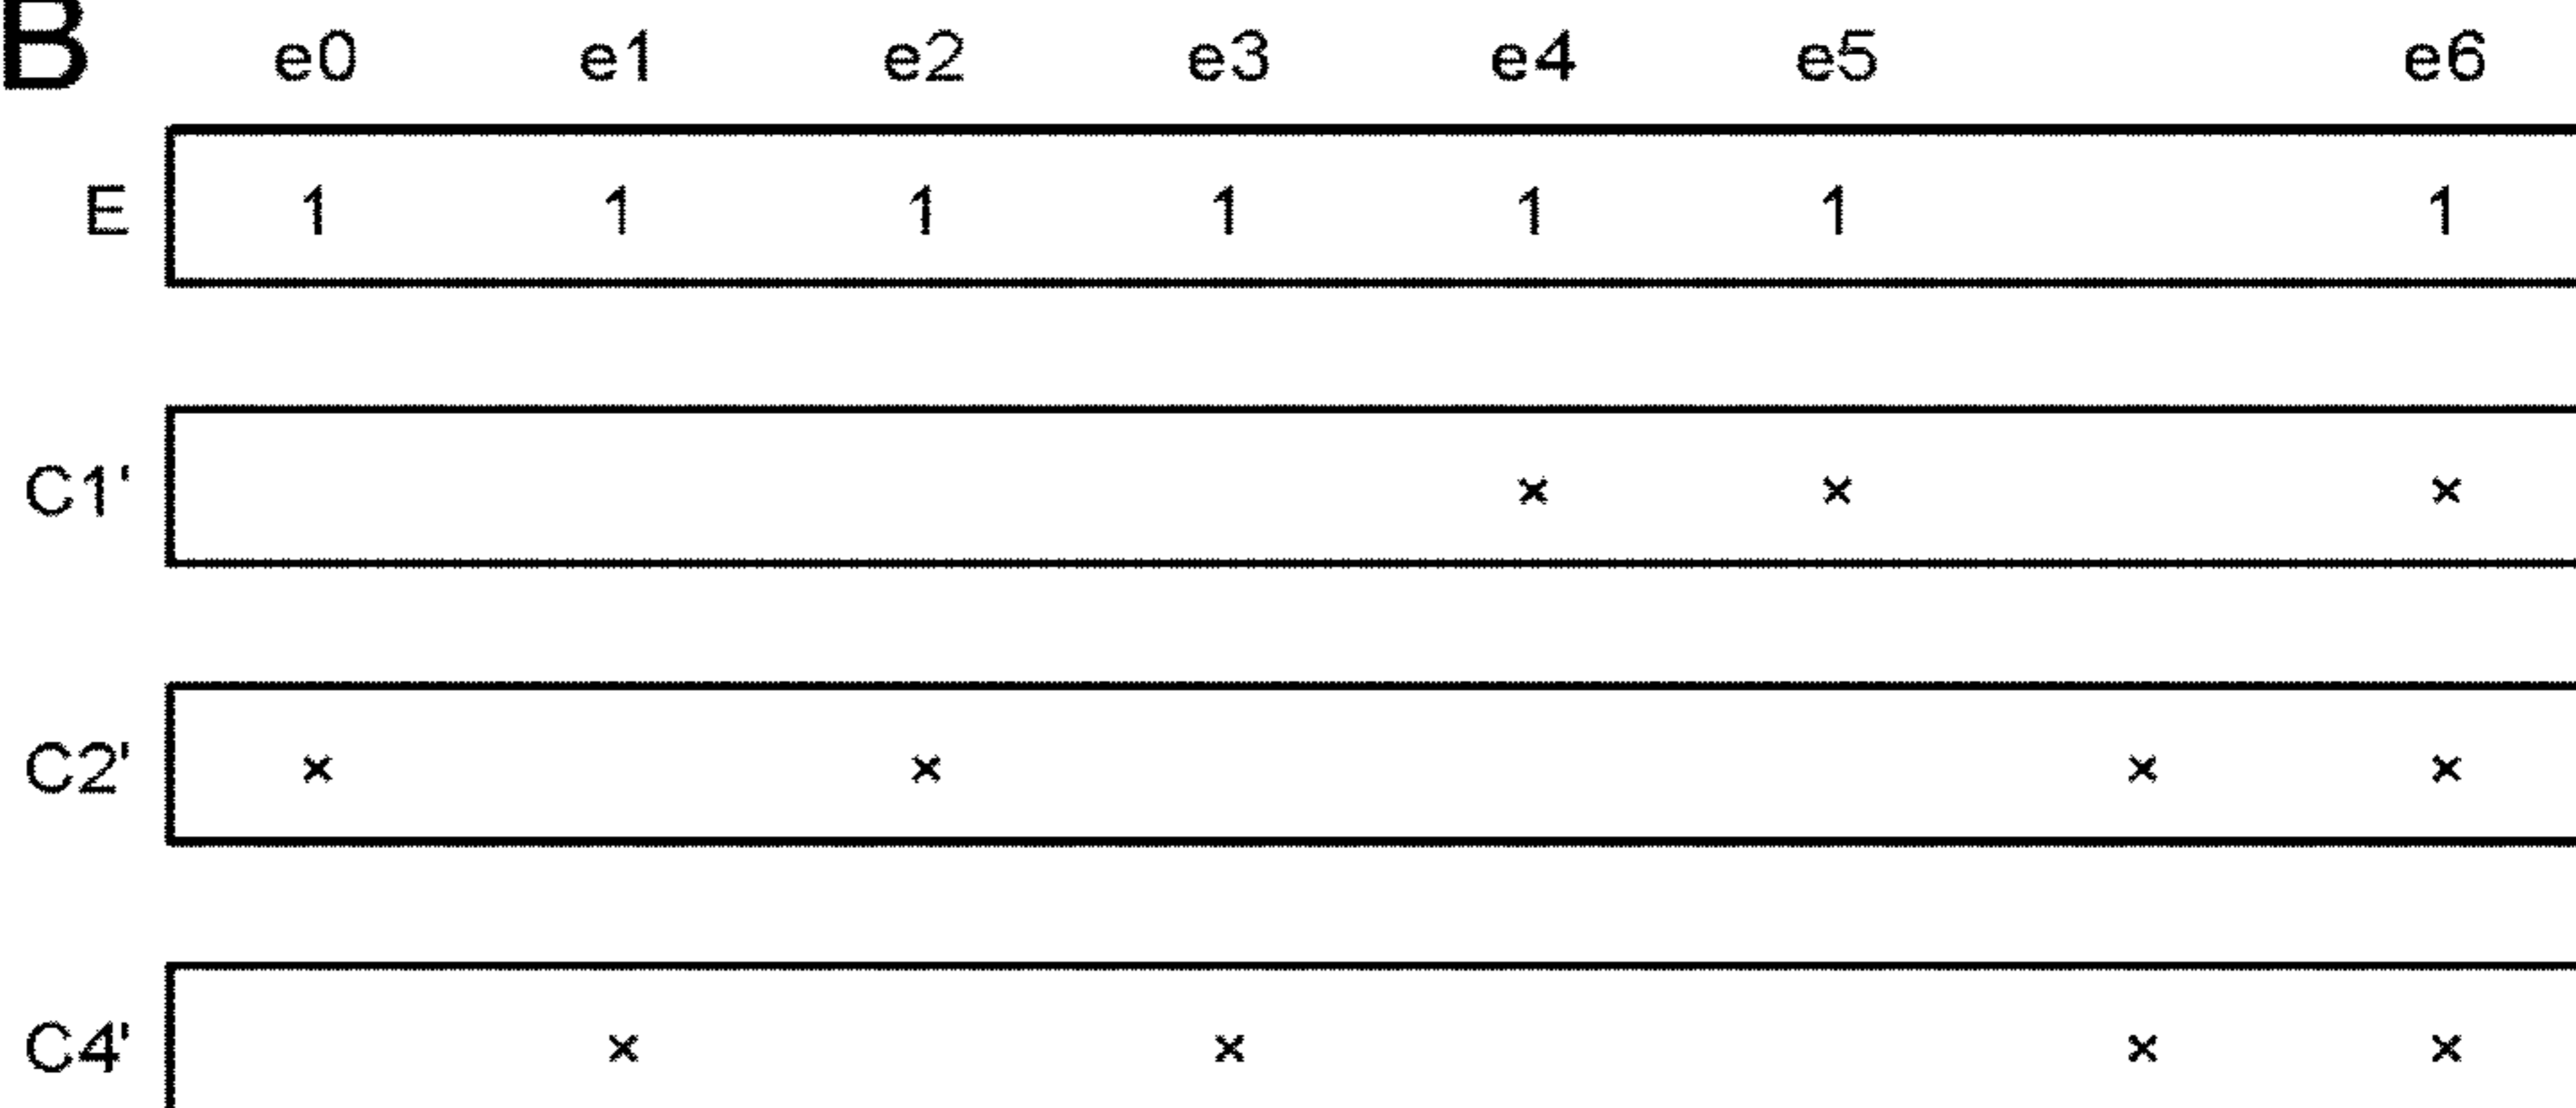 B e0 e1 e2 e3 e4 e5 e6
E 1 1 1 1 1 1 1
C1' × × ×
C2' × × × ×
C4' × × × ×